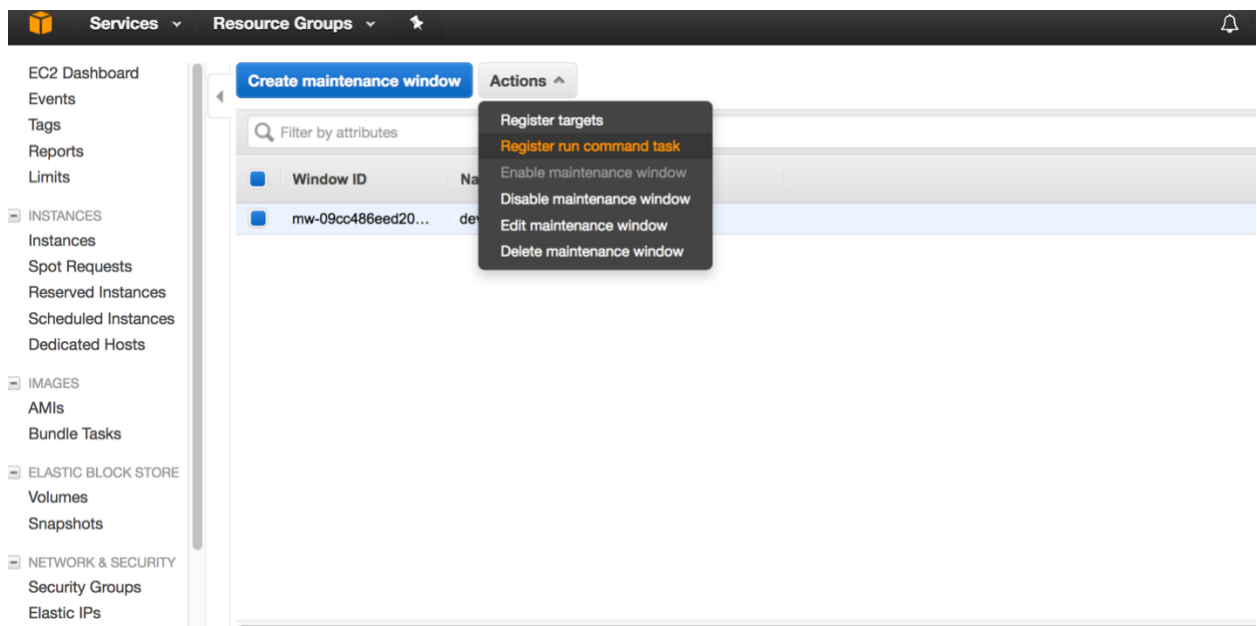 Services Resource Groups
EC2 Dashboard
Events
Tags
Reports
Limits
INSTANCES
Instances
Spot Requests
Reserved Instances
Scheduled Instances
Dedicated Hosts
IMAGES
AMIs
Bundle Tasks
ELASTIC BLOCK STORE
Volumes
Snapshots
NETWORK & SECURITY
Security Groups
Elastic IPs
Create maintenance window Actions
Filter by attributes
Register targets
Register run command task
Enable maintenance window
Disable maintenance window
Edit maintenance window
Delete maintenance window
Window ID Na
mw-09cc486eed20... dev